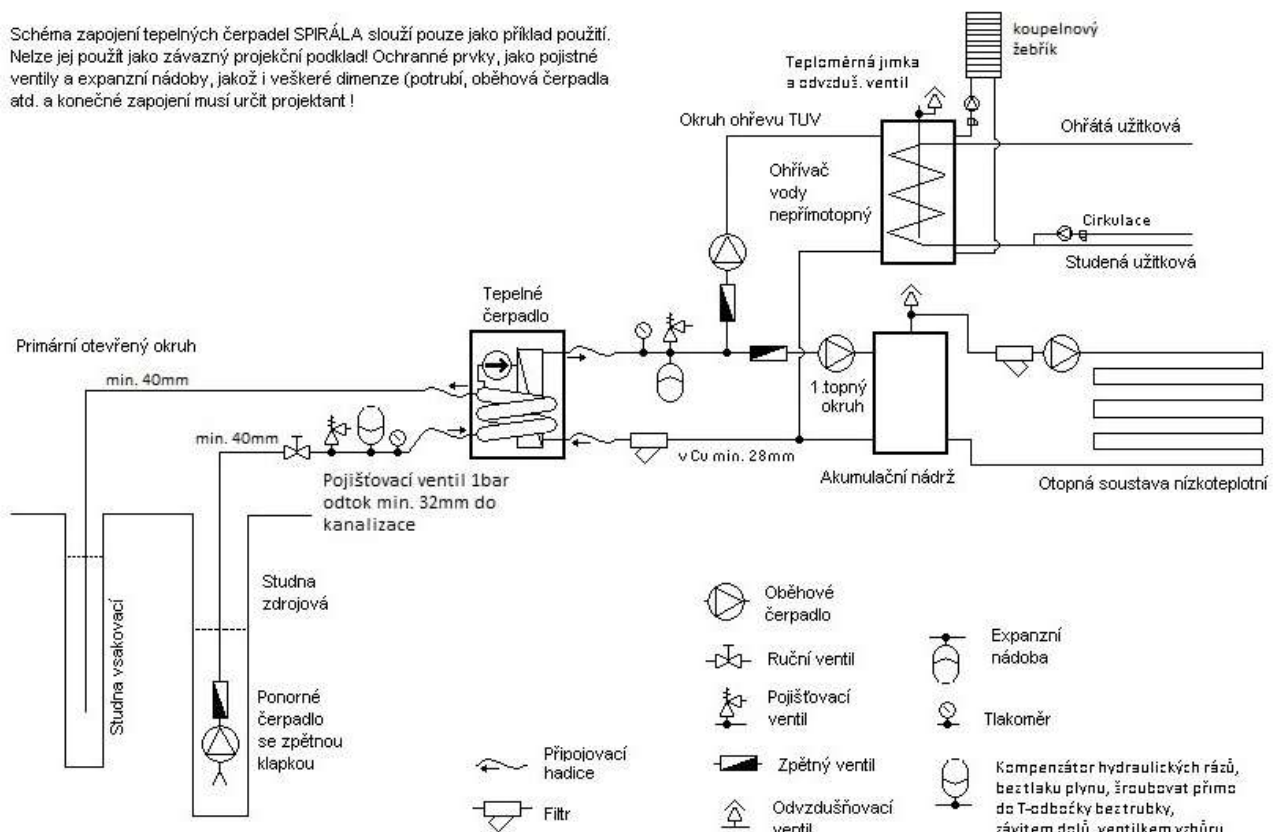 Schéma zapojení tepelných čerpadel SPIRÁLA slouží pouze jako příklad použití.
Nelze jej použít jako závazný projekční podklad! Ochranné prvky, jako pojistné
ventily a expanzní nádoby, jakož i veškeré dimenze (potrubí, oběhová čerpadla
atd. a konečné zapojení musí určit projektant !
koupelnový
žebřík
Teploměrná jímka
a odvzduš. ventil
Okruh ohřevu TUV
Ohřátá užitková
Ohřívač
vody
nepřímotopný
Cirkulace
Studená užitková
Tepelné
čerpadlo
Primární otevřený okruh
min. 40mm
1.topný
okruh
min. 40mm
v Cu min. 28mm
Akumulační nádrž
Otopná soustava nízkoteplotní
Pojišťovací ventil 1bar
odtok min. 32mm do
kanalizace
Studna
zdrojová
Studna vsakovací
Ponorné
čerpadlo
se zpětnou
klapkou
Připojovací
hadice
Filtr
Oběhové
čerpadlo
Ruční ventil
Pojišťovací
ventil
Zpětný ventil
Odvzdušňovací
ventil
Expanzní
nádoba
Tlakoměr
Kompenzátor hydraulických rázů,
bez tlaku plynu, šroubovat přímo
do T-odbočky bez trubky,
závitem dolů, ventilkem vzhůru